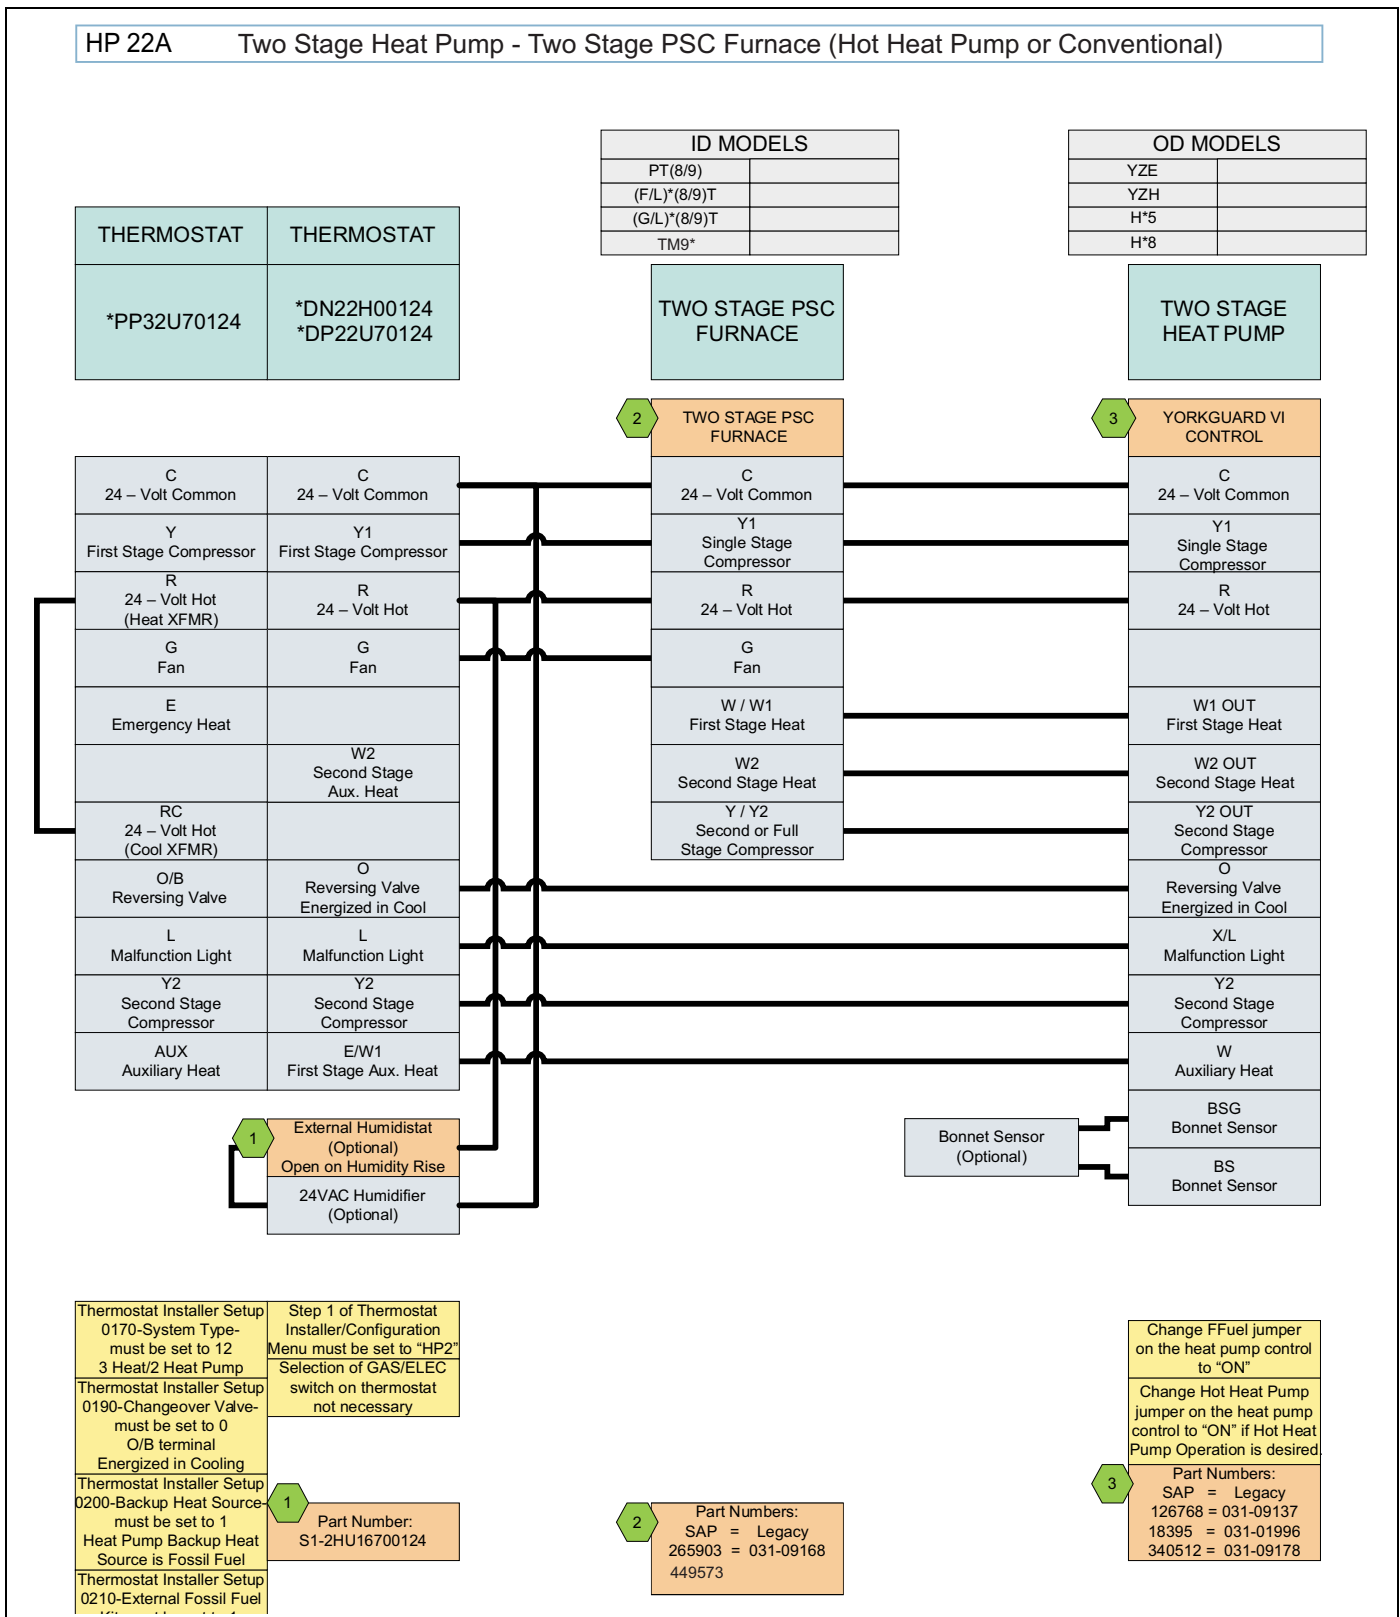 HP 22A Two Stage Heat Pump - Two Stage PSC Furnace (Hot Heat Pump or Conventional)
ID MODELS
PT(8/9)
(F/L)*(8/9)T
(G/L)*(8/9)T
TM9*
OD MODELS
YZE
YZH
H*5
H*8
THERMOSTAT
*PP32U70124
THERMOSTAT
*DN22H00124
*DP22U70124
TWO STAGE PSC
FURNACE
TWO STAGE
HEAT PUMP
2
TWO STAGE PSC
FURNACE
3
YORKGUARD VI
CONTROL
C
24 – Volt Common
Y
First Stage Compressor
R
24 – Volt Hot
(Heat XFMR)
G
Fan
E
Emergency Heat
RC
24 – Volt Hot
(Cool XFMR)
O/B
Reversing Valve
L
Malfunction Light
Y2
Second Stage
Compressor
AUX
Auxiliary Heat
C
24 – Volt Common
Y1
First Stage Compressor
R
24 – Volt Hot
G
Fan
W2
Second Stage
Aux. Heat
O
Reversing Valve
Energized in Cool
L
Malfunction Light
Y2
Second Stage
Compressor
E/W1
First Stage Aux. Heat
C
24 – Volt Common
Y1
Single Stage
Compressor
R
24 – Volt Hot
G
Fan
W / W1
First Stage Heat
W2
Second Stage Heat
Y / Y2
Second or Full
Stage Compressor
C
24 – Volt Common
Y1
Single Stage
Compressor
R
24 – Volt Hot
W1 OUT
First Stage Heat
W2 OUT
Second Stage Heat
Y2 OUT
Second Stage
Compressor
O
Reversing Valve
Energized in Cool
X/L
Malfunction Light
Y2
Second Stage
Compressor
W
Auxiliary Heat
BSG
Bonnet Sensor
BS
Bonnet Sensor
1
External Humidistat
(Optional)
Open on Humidity Rise
24VAC Humidifier
(Optional)
Bonnet Sensor
(Optional)
Thermostat Installer Setup
0170-System Type-
must be set to 12
3 Heat/2 Heat Pump
Thermostat Installer Setup
0190-Changeover Valve-
must be set to 0
O/B terminal
Energized in Cooling
Thermostat Installer Setup
0200-Backup Heat Source-
must be set to 1
Heat Pump Backup Heat
Source is Fossil Fuel
Thermostat Installer Setup
0210-External Fossil Fuel
Step 1 of Thermostat
Installer/Configuration
Menu must be set to “HP2”
Selection of GAS/ELEC
switch on thermostat
not necessary
1
Part Number:
S1-2HU16700124
2
Part Numbers:
SAP = Legacy
265903 = 031-09168
449573
Change FFuel jumper
on the heat pump control
to “ON”
Change Hot Heat Pump
jumper on the heat pump
control to “ON” if Hot Heat
Pump Operation is desired.
3
Part Numbers:
SAP = Legacy
126768 = 031-09137
18395 = 031-01996
340512 = 031-09178